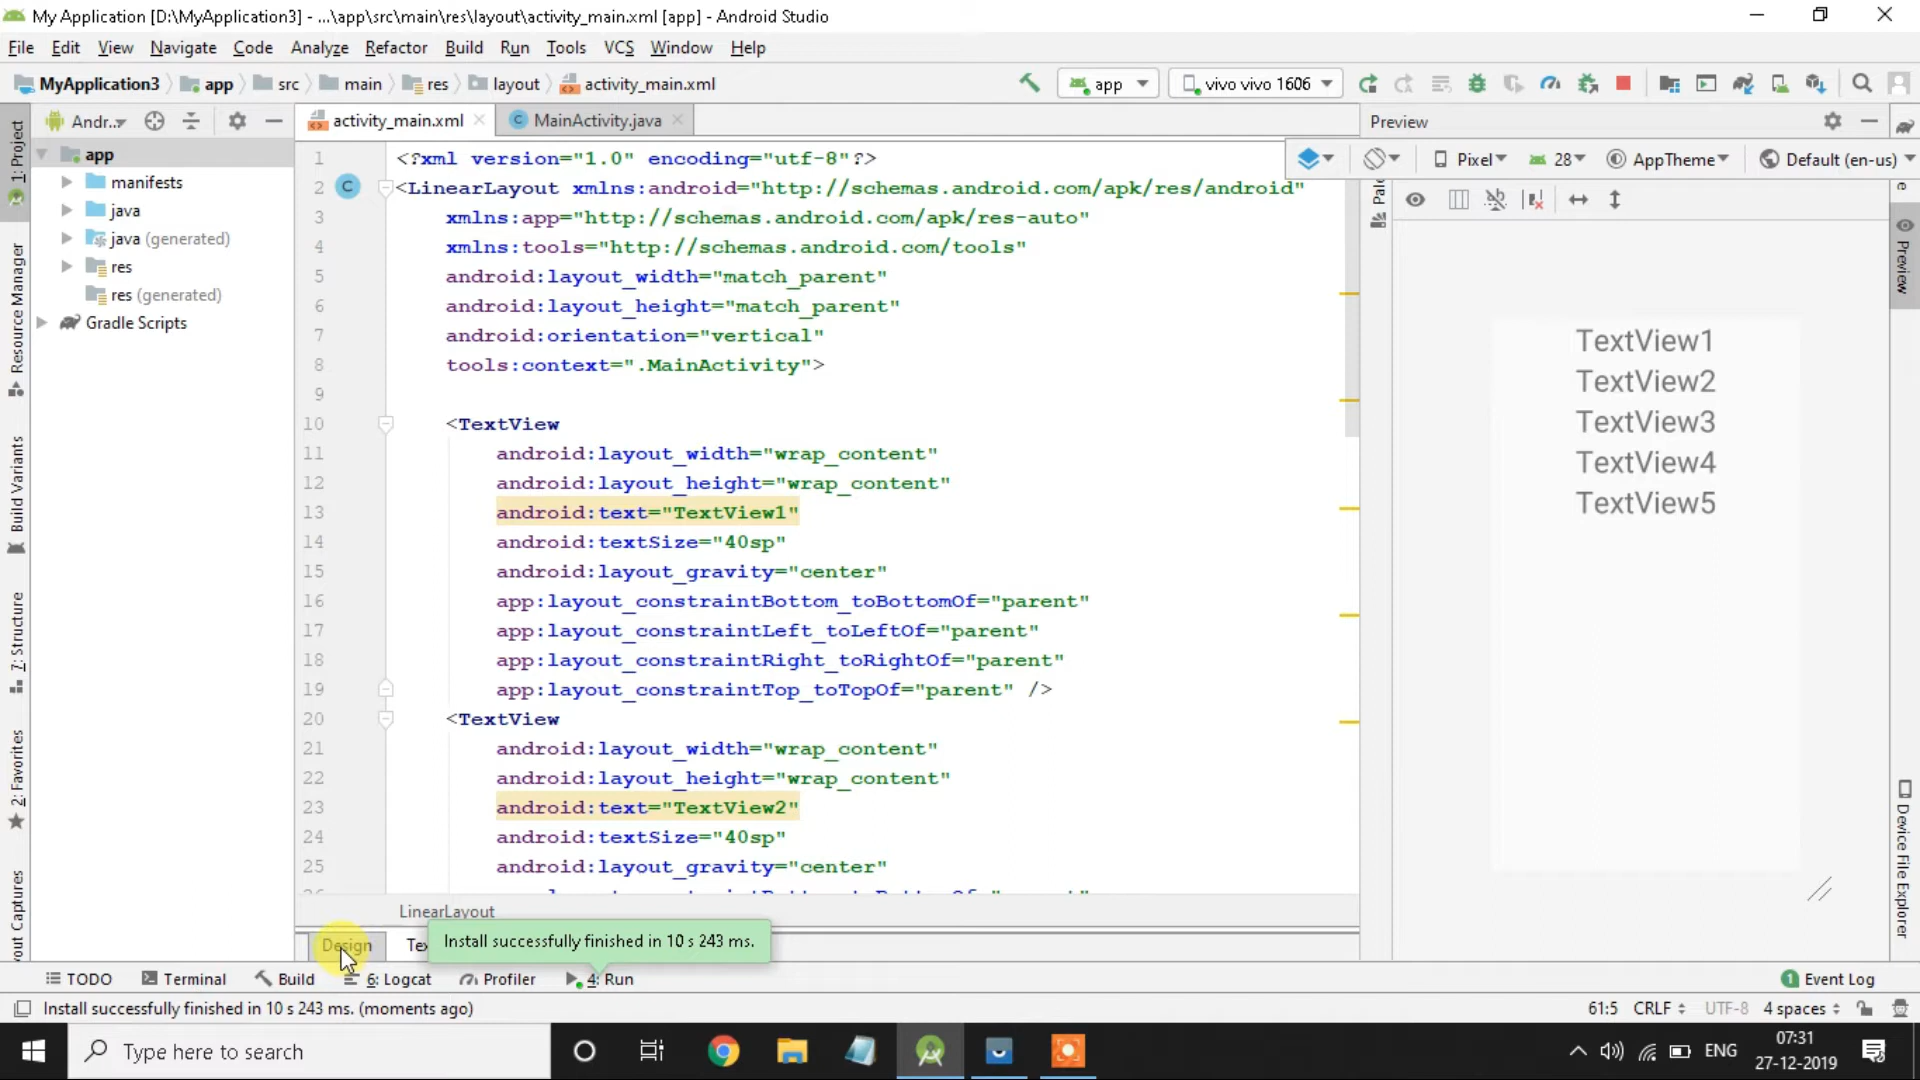 My Application [D:\MyApplication3] - ...\app\src\main\res\layout\activity_main.xml [app] - Android Studio
File Edit View Navigate Code Analyze Refactor Build Run Tools VCS Window Help
MyApplication3 app src main res layout activity_main.xml app vivo vivo 1606
Andr..
activity_main.xml
MainActivity.java
Preview
Pixel 28 AppTheme Default (en-us)
1: Project
Resource Manager
Build Variants
7: Structure
2: Favorites
out Captures
app
manifests
java
java (generated)
res
res (generated)
Gradle Scripts
1 <?xml version="1.0" encoding="utf-8"?>
2 <LinearLayout xmlns:android="http://schemas.android.com/apk/res/android"
3 xmlns:app="http://schemas.android.com/apk/res-auto"
4 xmlns:tools="http://schemas.android.com/tools"
5 android:layout_width="match_parent"
6 android:layout_height="match_parent"
7 android:orientation="vertical"
8 tools:context=".MainActivity">
9
10 <TextView
11 android:layout_width="wrap_content"
12 android:layout_height="wrap_content"
13 android:text="TextView1"
14 android:textSize="40sp"
15 android:layout_gravity="center"
16 app:layout_constraintBottom_toBottomOf="parent"
17 app:layout_constraintLeft_toLeftOf="parent"
18 app:layout_constraintRight_toRightOf="parent"
19 app:layout_constraintTop_toTopOf="parent" />
20 <TextView
21 android:layout_width="wrap_content"
22 android:layout_height="wrap_content"
23 android:text="TextView2"
24 android:textSize="40sp"
25 android:layout_gravity="center"
LinearLayout
Pale
TextView1
TextView2
TextView3
TextView4
TextView5
Preview
Device File Explorer
Design Te
Install successfully finished in 10 s 243 ms.
TODO Terminal Build 6: Logcat Profiler 4: Run 1 Event Log
Install successfully finished in 10 s 243 ms. (moments ago) 61:5 CRLF UTF-8 4 spaces
Type here to search
ENG
07:31
27-12-2019